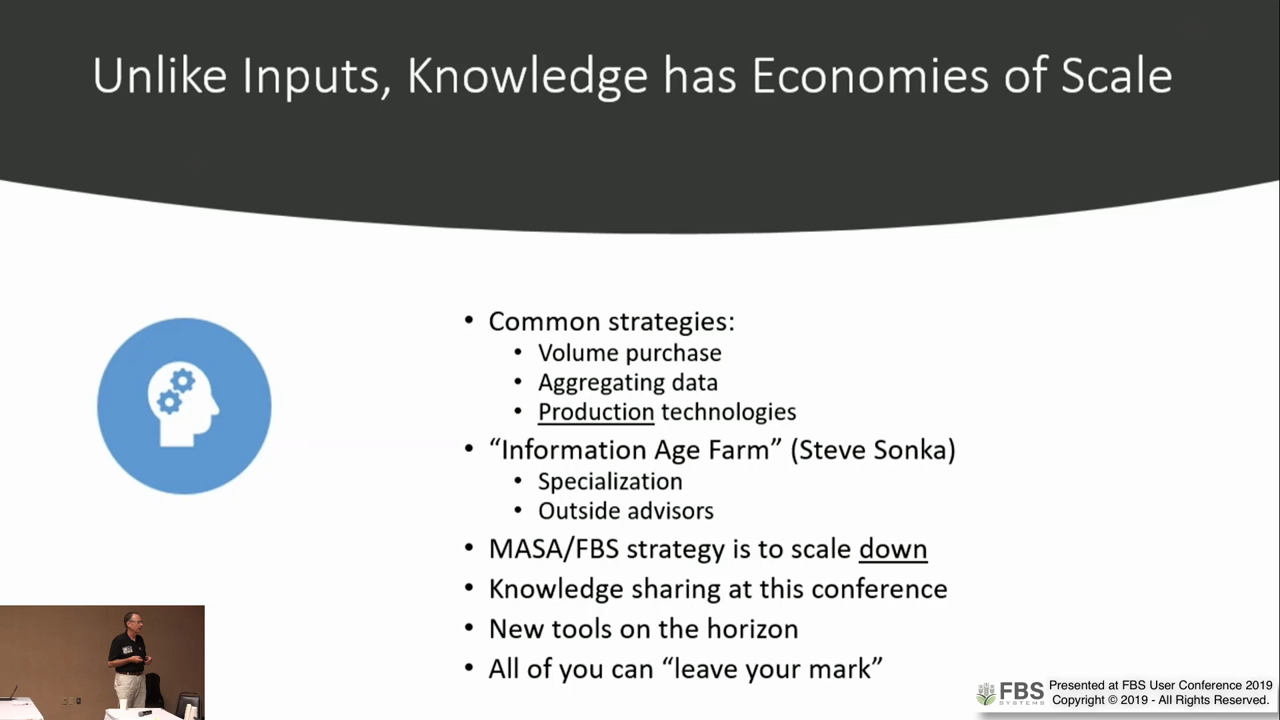 Unlike Inputs, Knowledge has Economies of Scale
• Common strategies:
• Volume purchase
• Aggregating data
• Production technologies
• “Information Age Farm” (Steve Sonka)
• Specialization
• Outside advisors
• MASA/FBS strategy is to scale down
• Knowledge sharing at this conference
• New tools on the horizon
• All of you can “leave your mark”
FBS
SYSTEMS
Presented at FBS User Conference 2019
Copyright © 2019 - All Rights Reserved.